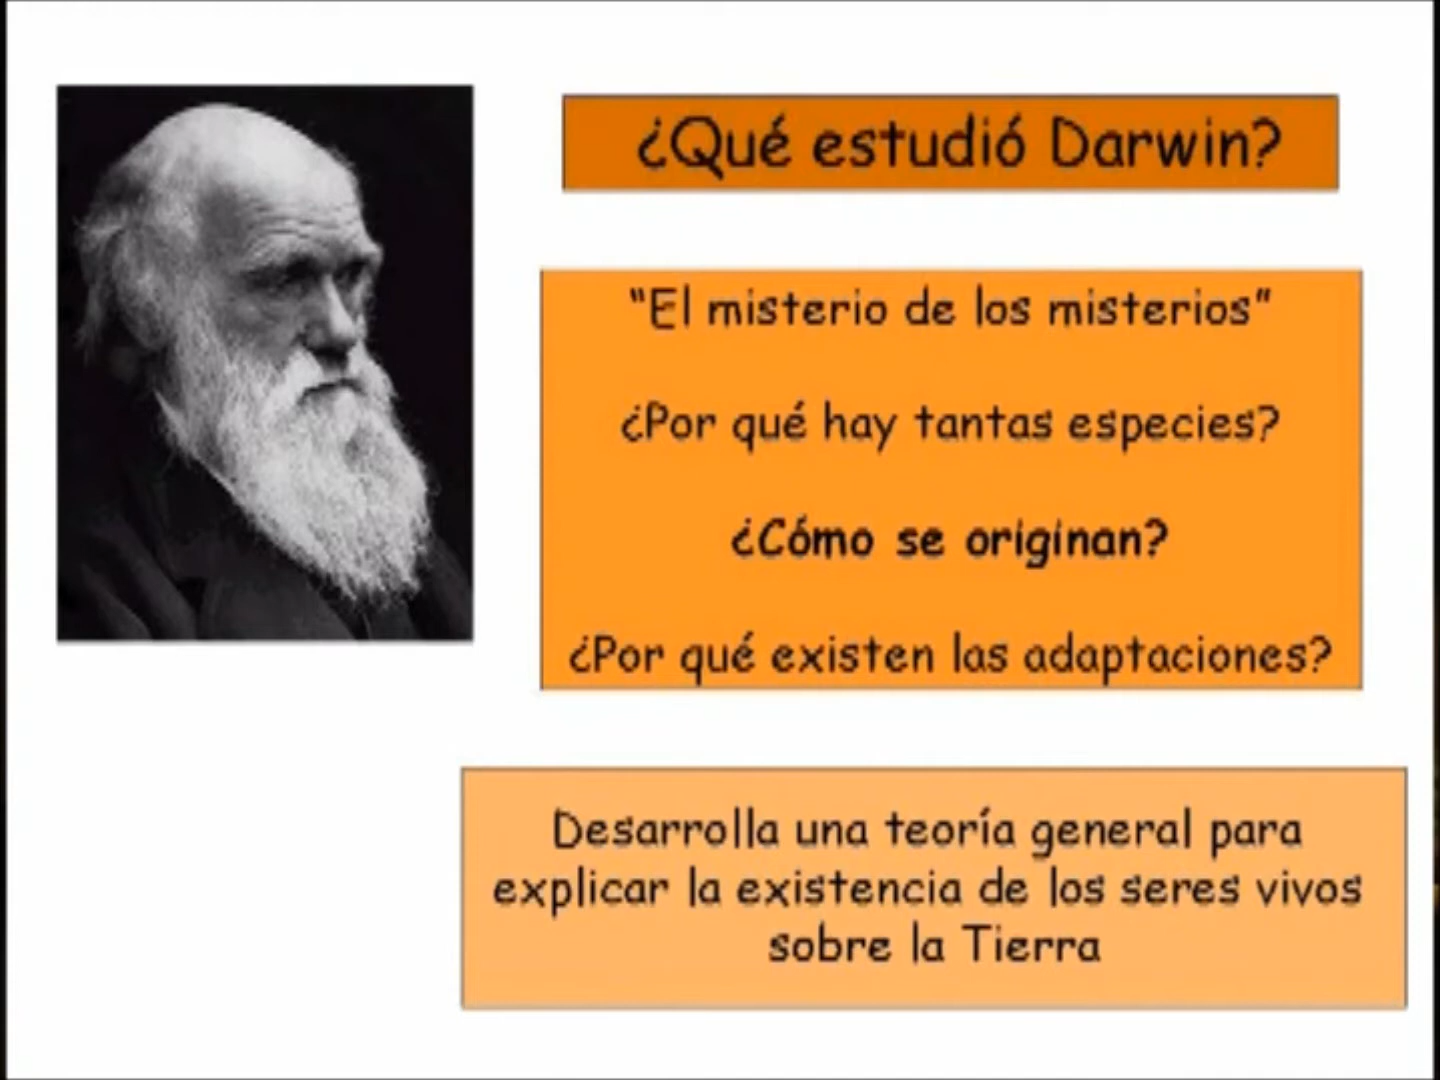 ¿Qué estudió Darwin?
“El misterio de los misterios”
¿Por qué hay tantas especies?
¿Cómo se originan?
¿Por qué existen las adaptaciones?
Desarrolla una teoría general para
explicar la existencia de los seres vivos
sobre la Tierra